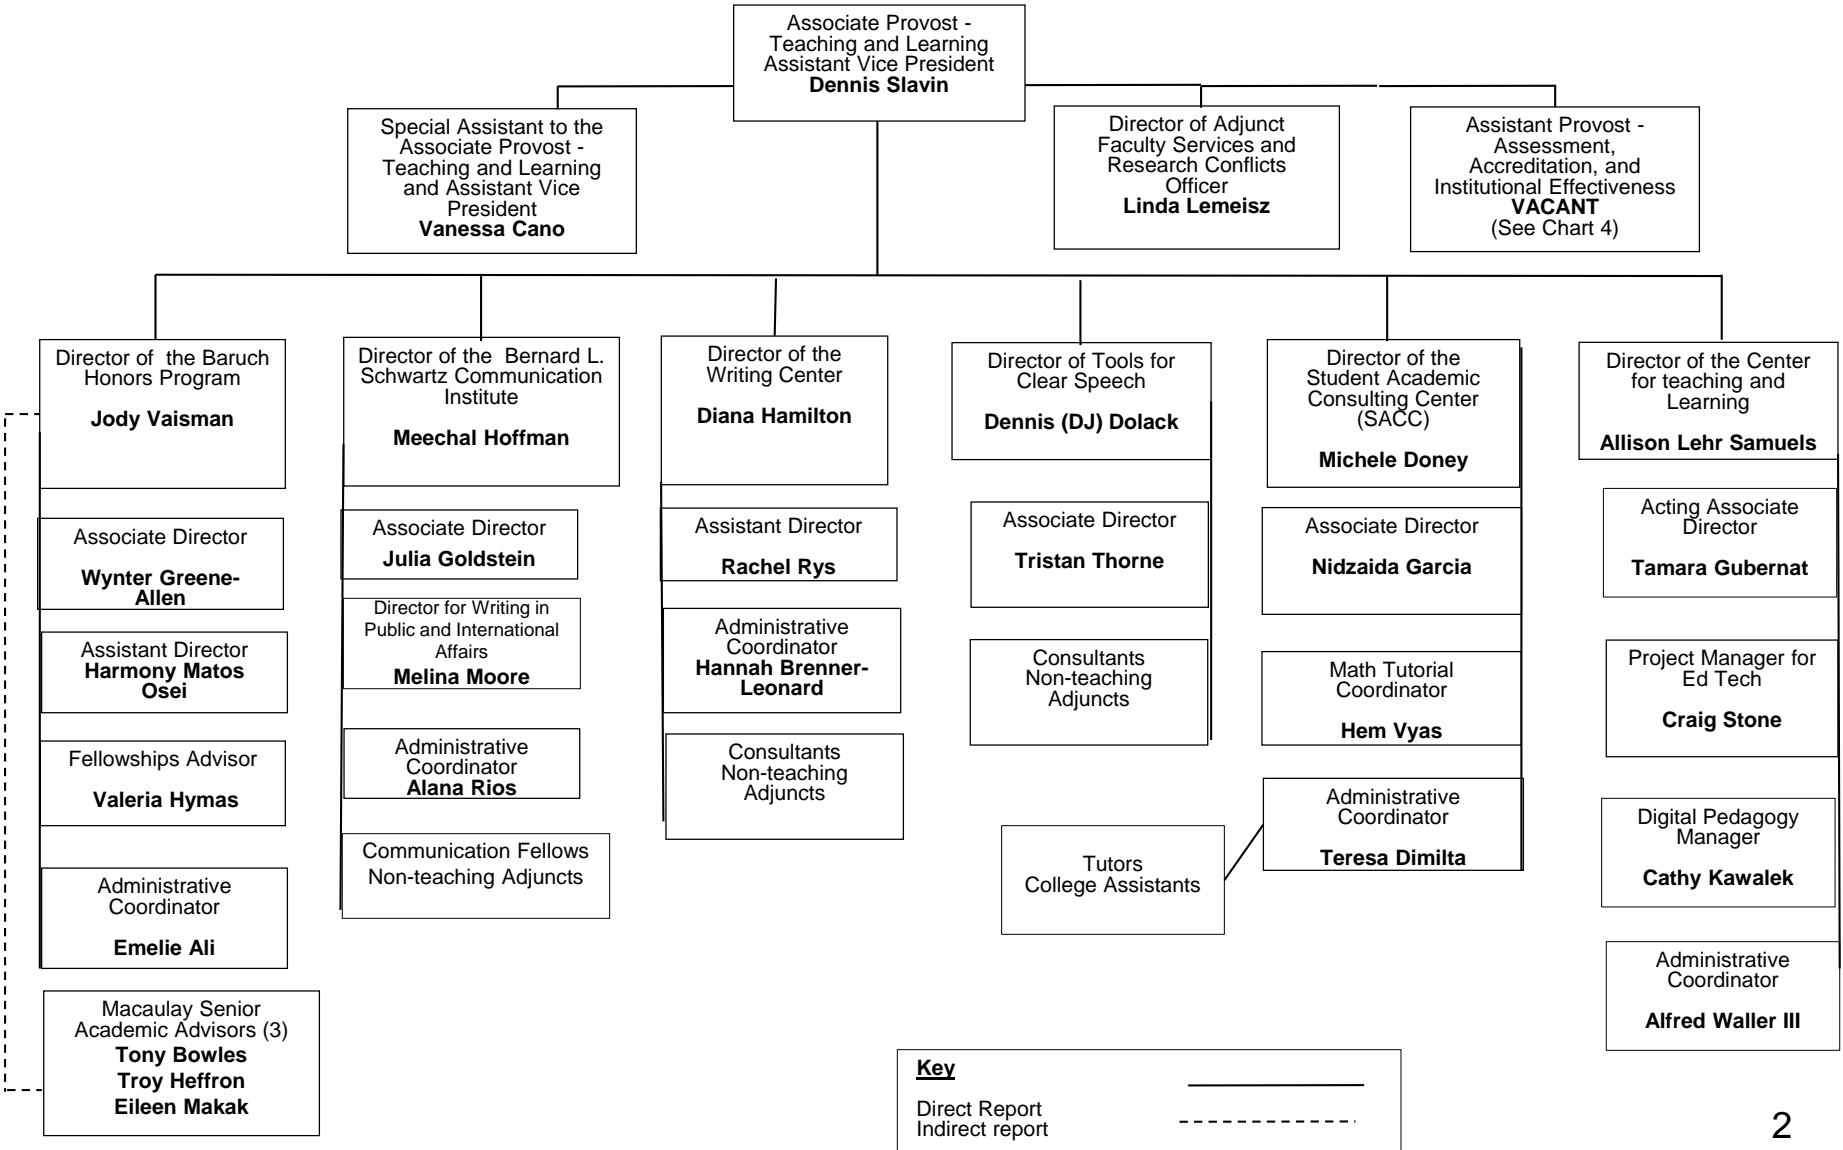 Associate Provost -
Teaching and Learning
Assistant Vice President
Dennis Slavin
Special Assistant to the
Associate Provost -
Teaching and Learning
and Assistant Vice
President
Vanessa Cano
Director of Adjunct
Faculty Services and
Research Conflicts
Officer
Linda Lemeisz
Assistant Provost -
Assessment,
Accreditation, and
Institutional Effectiveness
VACANT
(See Chart 4)
Director of the Baruch
Honors Program
Jody Vaisman
Associate Director
Wynter Greene-
Allen
Assistant Director
Harmony Matos
Osei
Fellowships Advisor
Valeria Hymas
Administrative
Coordinator
Emelie Ali
Macaulay Senior
Academic Advisors (3)
Tony Bowles
Troy Heffron
Eileen Makak
Director of the Bernard L.
Schwartz Communication
Institute
Meechal Hoffman
Associate Director
Julia Goldstein
Director for Writing in
Public and International
Affairs
Melina Moore
Administrative
Coordinator
Alana Rios
Communication Fellows
Non-teaching Adjuncts
Director of the
Writing Center
Diana Hamilton
Assistant Director
Rachel Rys
Administrative
Coordinator
Hannah Brenner-
Leonard
Consultants
Non-teaching
Adjuncts
Director of Tools for
Clear Speech
Dennis (DJ) Dolack
Associate Director
Tristan Thorne
Consultants
Non-teaching
Adjuncts
Director of the
Student Academic
Consulting Center
(SACC)
Michele Doney
Associate Director
Nidzaida Garcia
Math Tutorial
Coordinator
Hem Vyas
Administrative
Coordinator
Teresa Dimilta
Tutors
College Assistants
Director of the Center
for teaching and
Learning
Allison Lehr Samuels
Acting Associate
Director
Tamara Gubernat
Project Manager for
Ed Tech
Craig Stone
Digital Pedagogy
Manager
Cathy Kawalek
Administrative
Coordinator
Alfred Waller III
Key
Direct Report
Indirect report
2